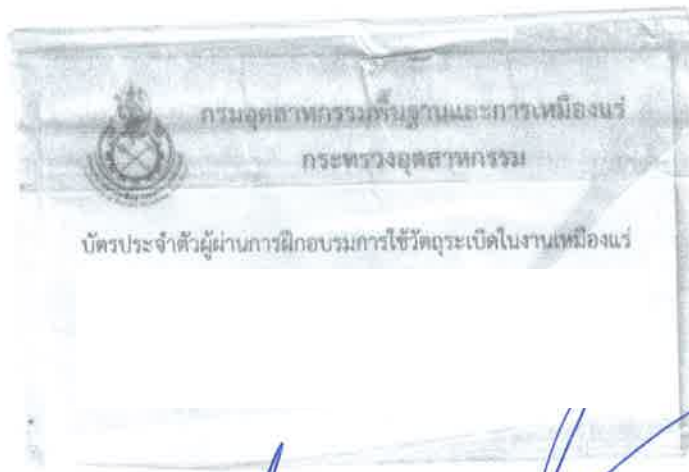 กรมอุตสาหกรรมพื้นฐานและการเหมืองแร่
กระทรวงอุตสาหกรรม
บัตรประจำตัวผู้ผ่านการฝึกอบรมการใช้วัตถุระเบิดในงานเหมืองแร่